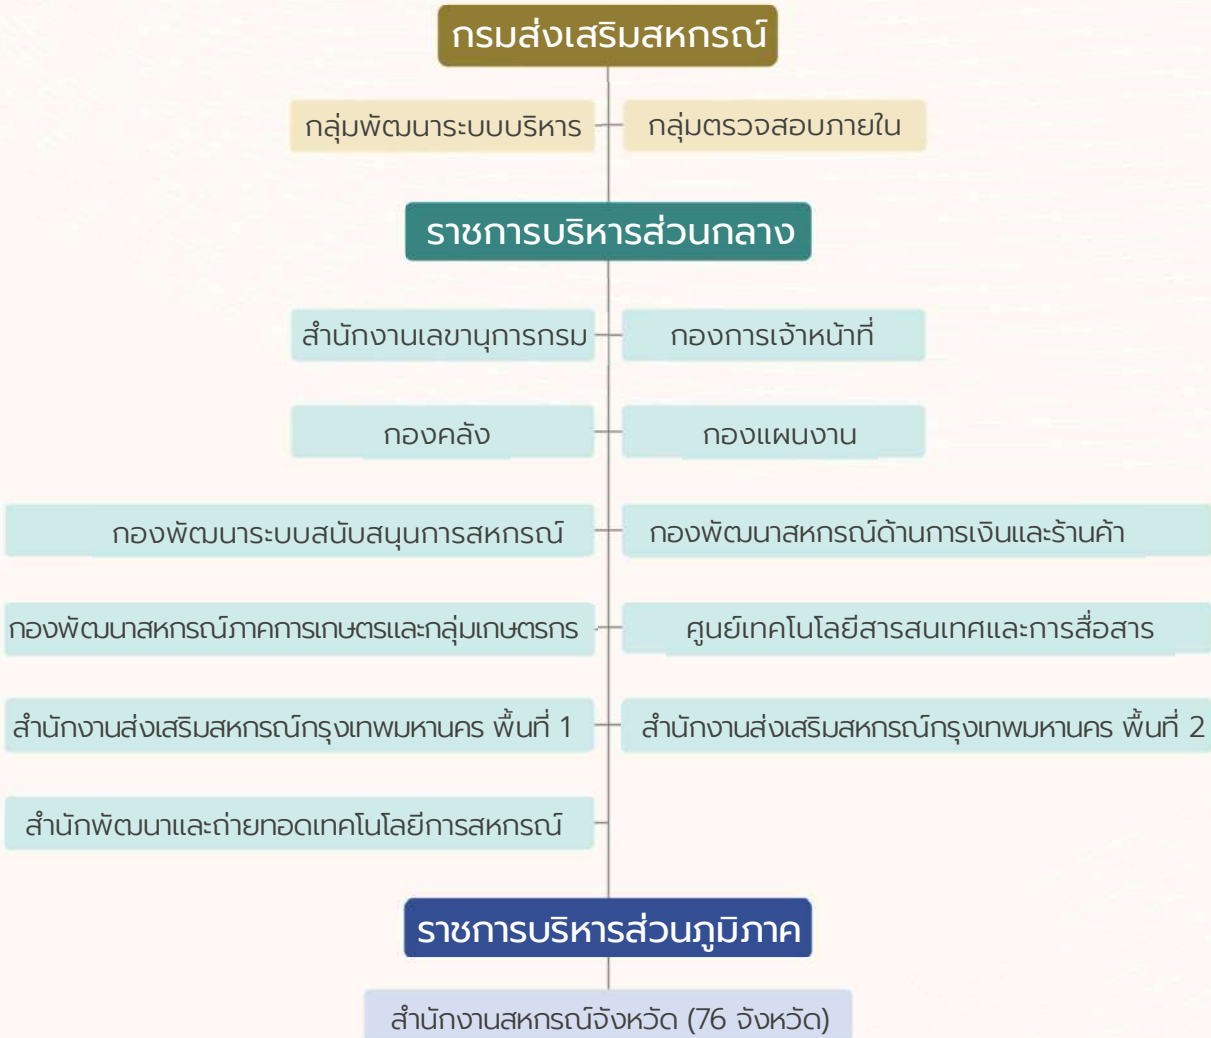 กรมส่งเสริมสหกรณ์
กลุ่มพัฒนาระบบบริหาร
กลุ่มตรวจสอบภายใน
ราชการบริหารส่วนกลาง
สำนักงานเลขานุการกรม
กองการเจ้าหน้าที่
กองคลัง
กองแผนงาน
กองพัฒนาระบบสนับสนุนการสหกรณ์
กองพัฒนาสหกรณ์ด้านการเงินและร้านค้า
กองพัฒนาสหกรณ์ภาคการเกษตรและกลุ่มเกษตรกร
ศูนย์เทคโนโลยีสารสนเทศและการสื่อสาร
สำนักงานส่งเสริมสหกรณ์กรุงเทพมหานคร พื้นที่ 1
สำนักงานส่งเสริมสหกรณ์กรุงเทพมหานคร พื้นที่ 2
สำนักพัฒนาและถ่ายทอดเทคโนโลยีการสหกรณ์
ราชการบริหารส่วนภูมิภาค
สำนักงานสหกรณ์จังหวัด (76 จังหวัด)